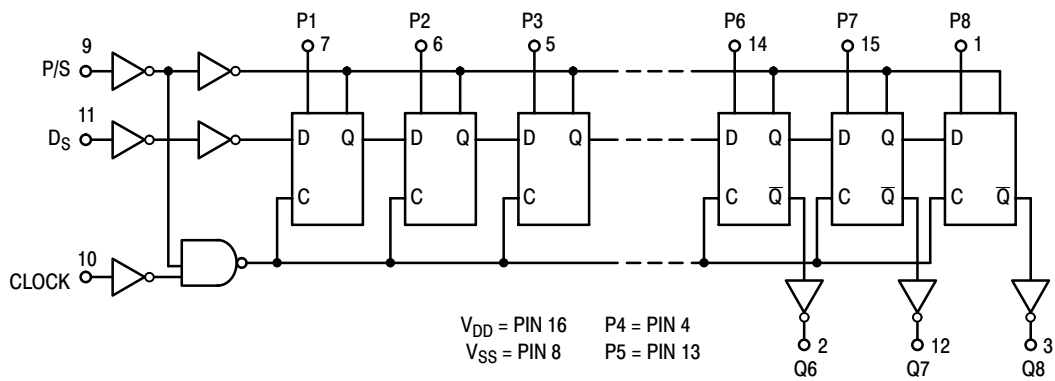 P1 P2 P3 P6 P7 P8
9 7 6 5 14 15 1
P/S
11
D_S D Q D Q D Q D Q D Q D
C C C C Q̅ C Q̅ C Q̅
10
CLOCK
V_DD = PIN 16 P4 = PIN 4
V_SS = PIN 8 P5 = PIN 13
2 12 3
Q6 Q7 Q8